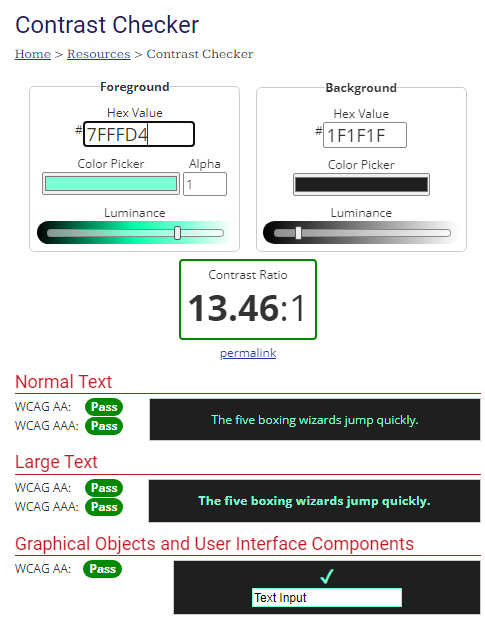 Contrast Checker
Home > Resources > Contrast Checker
Foreground
Hex Value
#7FFFD4
Color Picker Alpha
1
Luminance
Background
Hex Value
#1F1F1F
Color Picker
Luminance
Contrast Ratio
13.46:1
permalink
Normal Text
WCAG AA: Pass
WCAG AAA: Pass
The five boxing wizards jump quickly.
Large Text
WCAG AA: Pass
WCAG AAA: Pass
The five boxing wizards jump quickly.
Graphical Objects and User Interface Components
WCAG AA: Pass
✓
Text Input